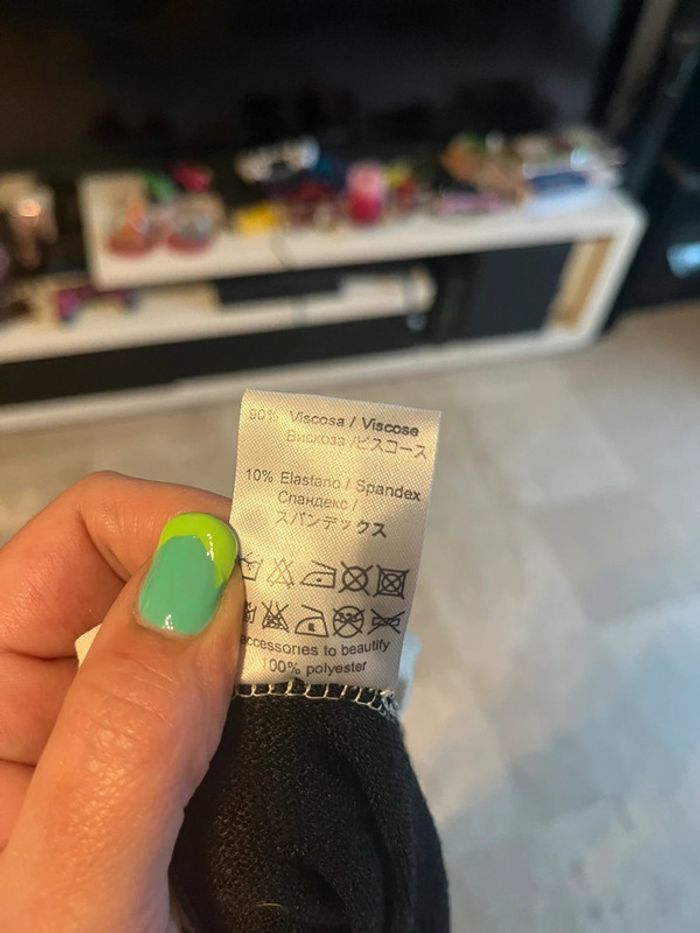 90% Viscosa / Viscose
Вискоза /ビスコース
10% Elastano / Spandex
Спандекс /
スパンデックス
accessories to beautify
100% polyester